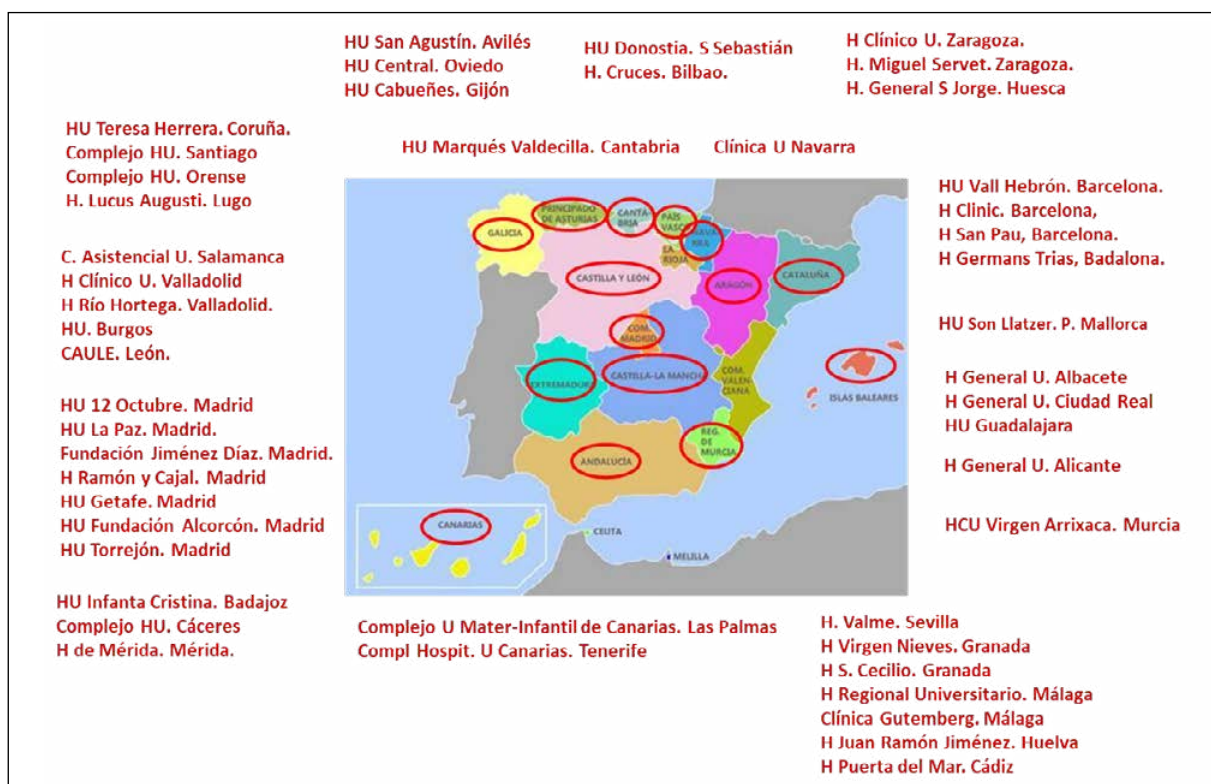 HU San Agustín. Avilés
HU Central. Oviedo
HU Cabueñes. Gijón
HU Donostia. S Sebastián
H. Cruces. Bilbao.
H Clínico U. Zaragoza.
H. Miguel Servet. Zaragoza.
H. General S Jorge. Huesca
HU Teresa Herrera. Coruña.
Complejo HU. Santiago
Complejo HU. Orense
H. Lucus Augusti. Lugo
HU Marqués Valdecilla. Cantabria
Clínica U Navarra
C. Asistencial U. Salamanca
H Clínico U. Valladolid
H Río Hortega. Valladolid.
HU. Burgos
CAULE. León.
HU 12 Octubre. Madrid
HU La Paz. Madrid.
Fundación Jiménez Díaz. Madrid.
H Ramón y Cajal. Madrid
HU Getafe. Madrid
HU Fundación Alcorcón. Madrid
HU Torrejón. Madrid
HU Infanta Cristina. Badajoz
Complejo HU. Cáceres
H de Mérida. Mérida.
GALICIA
PRINCIPADO
DE ASTURIAS
CANTA-
BRIA
PAÍS
VASCO
NAVA-
RRA
LA
RIOJA
CASTILLA Y LEÓN
ARAGÓN
CATALUÑA
COM.
MADRID
EXTREMADURA
CASTILLA-LA MANCHA
COM.
VALEN-
CIANA
ISLAS BALEARES
ANDALUCIA
REG.
DE
MURCIA
CANARIAS
CEUTA
MELILLA
HU Vall Hebrón. Barcelona.
H Clinic. Barcelona,
H San Pau, Barcelona.
H Germans Trias, Badalona.
HU Son Llatzer. P. Mallorca
H General U. Albacete
H General U. Ciudad Real
HU Guadalajara
H General U. Alicante
HCU Virgen Arrixaca. Murcia
Complejo U Mater-Infantil de Canarias. Las Palmas
Compl Hospit. U Canarias. Tenerife
H. Valme. Sevilla
H Virgen Nieves. Granada
H S. Cecilio. Granada
H Regional Universitario. Málaga
Clínica Gutemberg. Málaga
H Juan Ramón Jiménez. Huelva
H Puerta del Mar. Cádiz